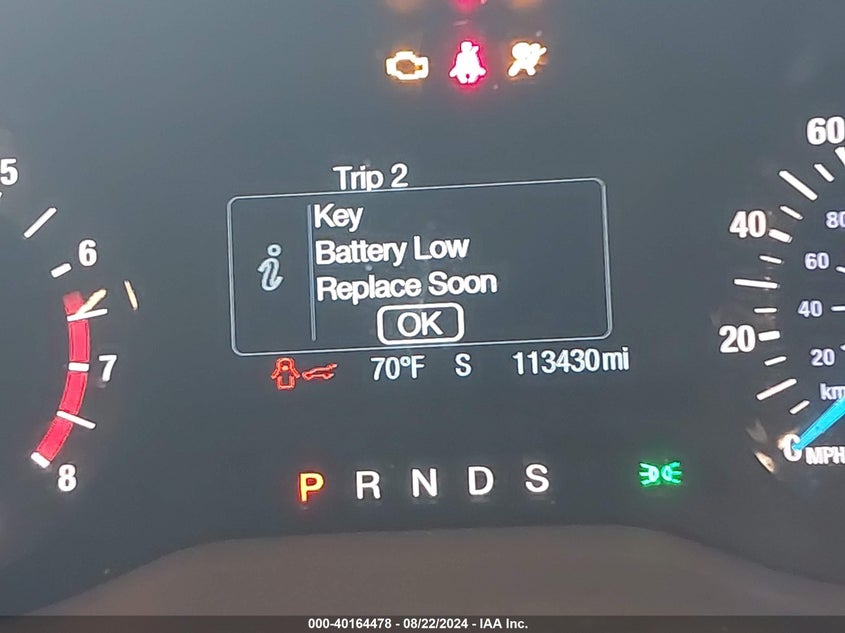 Trip 2
Key
Battery Low
Replace Soon
OK
70°F S 113430mi
5
6
7
8
60
40
20
0
MPH
80
60
40
20
km
P R N D S
000-40164478 - 08/22/2024 - IAA Inc.